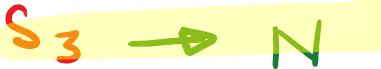 S₃ → N